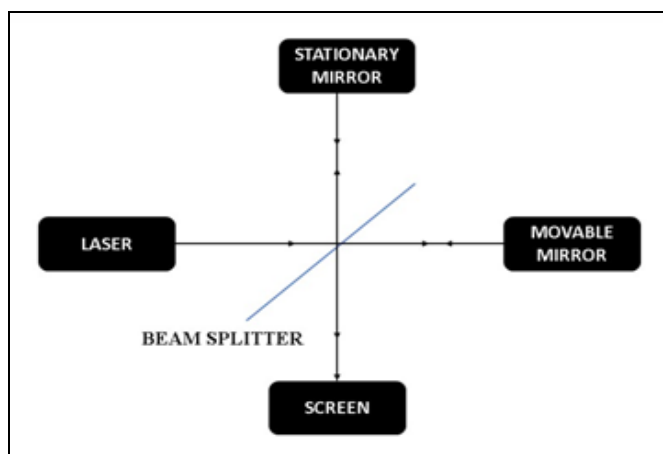 STATIONARY
MIRROR
LASER
MOVABLE
MIRROR
BEAM SPLITTER
SCREEN